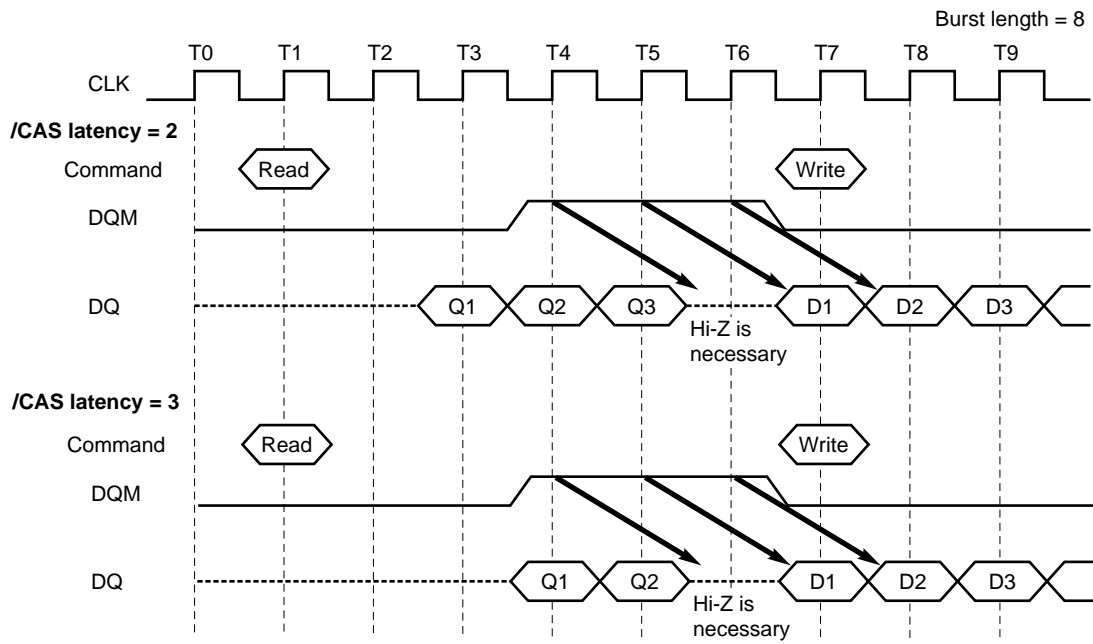 Burst length = 8
T0 T1 T2 T3 T4 T5 T6 T7 T8 T9
CLK
/CAS latency = 2
Command Read Write
DQM
DQ Q1 Q2 Q3 D1 D2 D3
Hi-Z is
necessary
/CAS latency = 3
Command Read Write
DQM
DQ Q1 Q2 D1 D2 D3
Hi-Z is
necessary